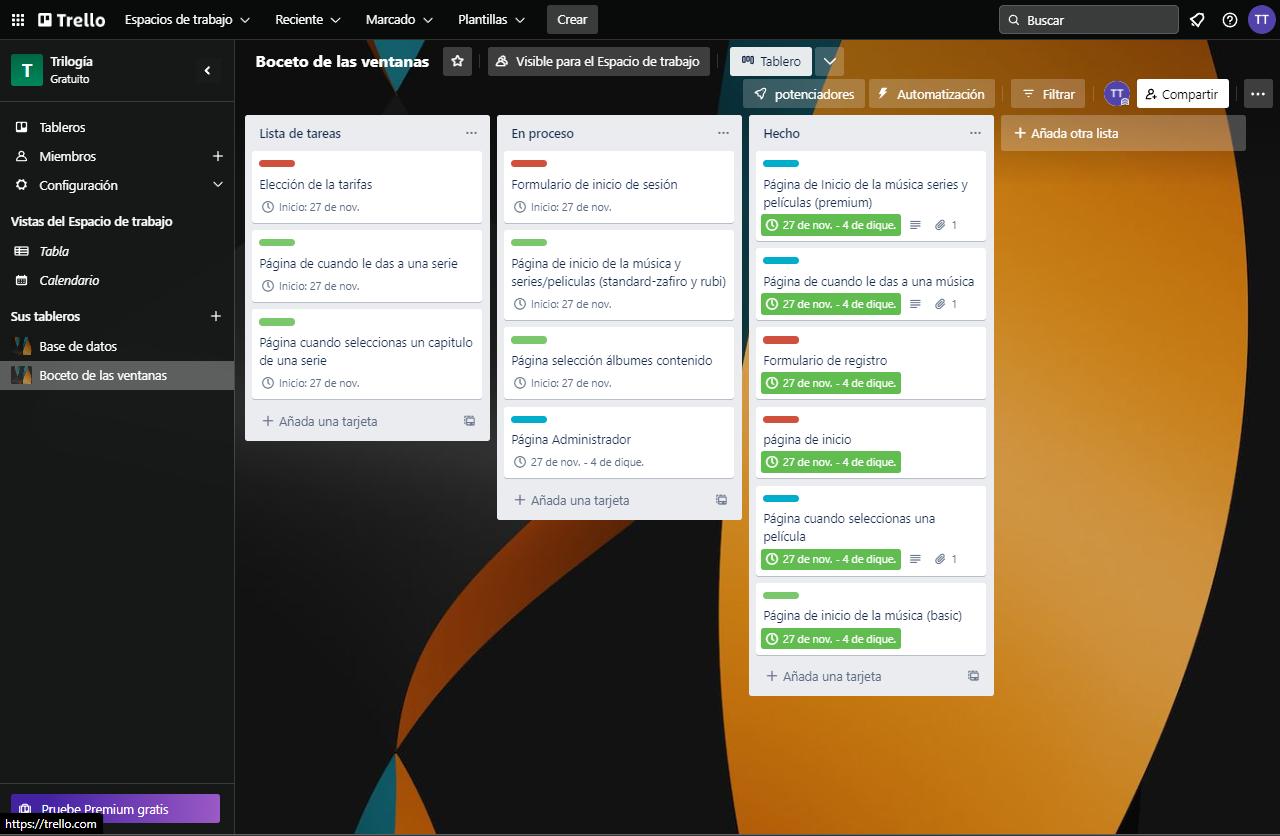 Trello
Espacios de trabajo
Reciente
Marcado
Plantillas
Crear
Buscar
TT
T
Trilogía
Gratuito
Tableros
Miembros
Configuración
Vistas del Espacio de trabajo
Tabla
Calendario
Sus tableros
Base de datos
Boceto de las ventanas
Pruebe Premium gratis
https://trello.com
Boceto de las ventanas
Visible para el Espacio de trabajo
Tablero
potenciadores
Automatización
Filtrar
TT
Compartir
Lista de tareas
Elección de la tarifas
Inicio: 27 de nov.
Página de cuando le das a una serie
Inicio: 27 de nov.
Página cuando seleccionas un capitulo
de una serie
Inicio: 27 de nov.
+ Añada una tarjeta
En proceso
Formulario de inicio de sesión
Inicio: 27 de nov.
Página de inicio de la música y
series/peliculas (standard-zafiro y rubi)
Inicio: 27 de nov.
Página selección álbumes contenido
Inicio: 27 de nov.
Página Administrador
27 de nov. - 4 de dique.
+ Añada una tarjeta
Hecho
Página de Inicio de la música series y
películas (premium)
27 de nov. - 4 de dique. 1
Página de cuando le das a una música
27 de nov. - 4 de dique. 1
Formulario de registro
27 de nov. - 4 de dique.
página de inicio
27 de nov. - 4 de dique.
Página cuando seleccionas una
película
27 de nov. - 4 de dique. 1
Página de inicio de la música (basic)
27 de nov. - 4 de dique.
+ Añada una tarjeta
+ Añada otra lista